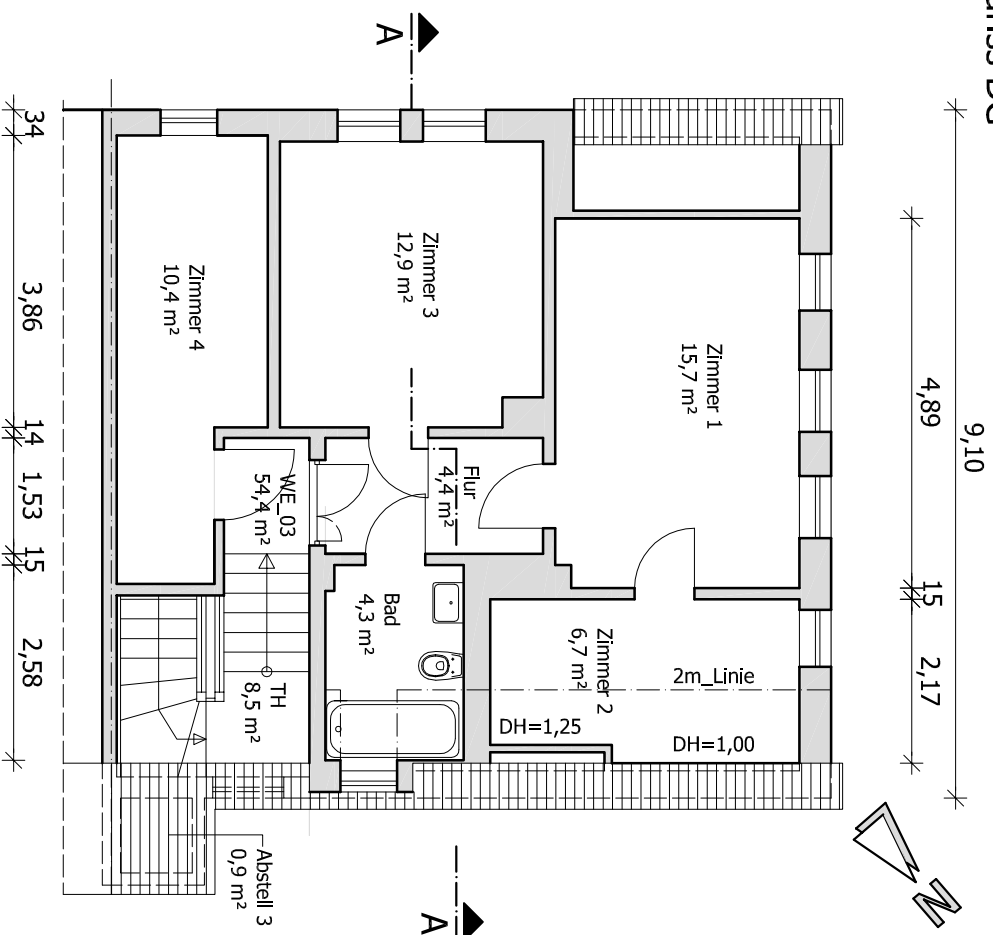 DG
A
34
3,86
14
1,53
15
2,58
Zimmer 4
10,4 m²
Zimmer 3
12,9 m²
Zimmer 1
15,7 m²
4,89
9,10
15
2,17
Flur
4,4 m²
WE_03
54,4 m²
Bad
4,3 m²
Zimmer 2
6,7 m²
2m_Linie
DH=1,25
DH=1,00
TH
8,5 m²
Abstell 3
0,9 m²
A
N